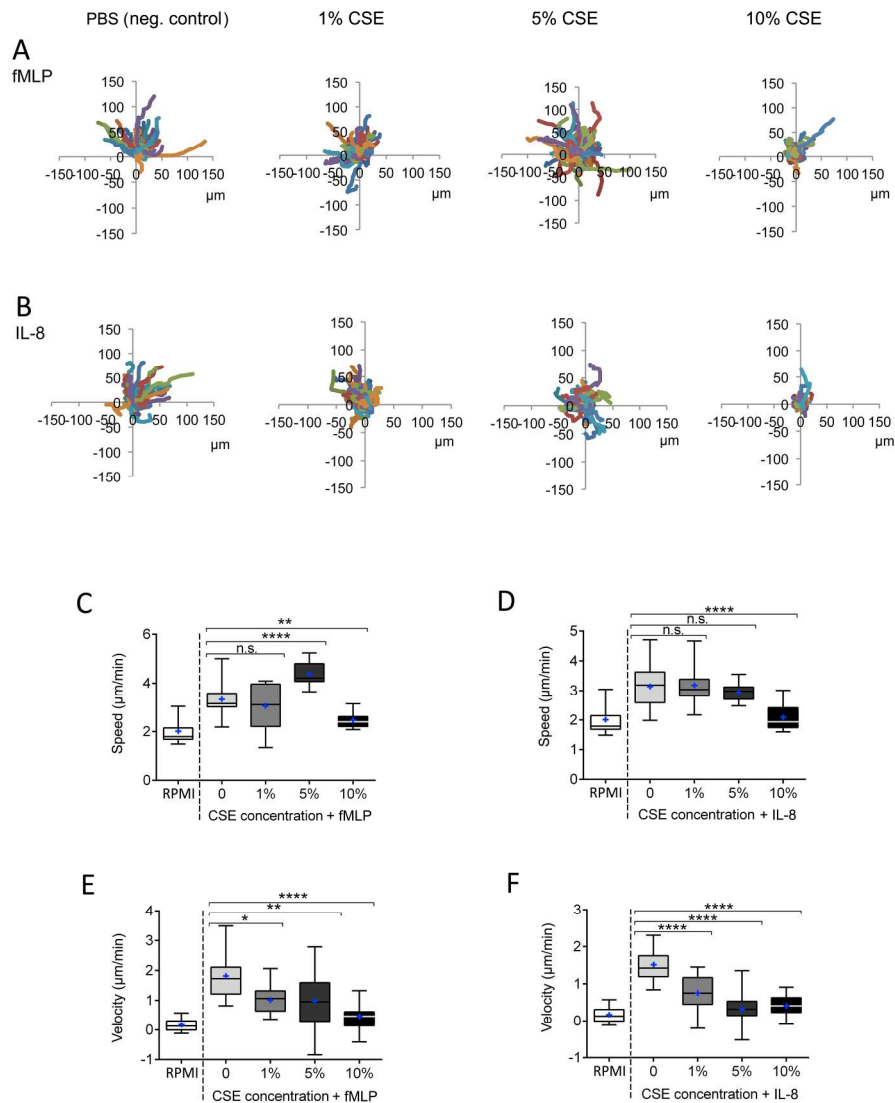 PBS (neg. control) 1% CSE 5% CSE 10% CSE
A
fMLP
150 150 150 150
100 100 100 100
50 50 50 50
0 0 0 0
-150-100 -50 0 50 100 150 -150-100 -50 0 50 100 150 -150-100 -50 0 50 100 150 -150-100 -50 0 50 100 150
-50 -50 -50 -50
µm µm µm µm
-100 -100 -100 -100
-150 -150 -150 -150
B
IL-8
150 150 150 150
100 100 100 100
50 50 50 50
0 0 0 0
-150-100 -50 0 50 100 150 -150-100 -50 0 50 100 150 -150-100 -50 0 50 100 150 -150-100 -50 0 50 100 150
-50 -50 -50 -50
µm µm µm µm
-100 -100 -100 -100
-150 -150 -150 -150
C
**
****
n.s.
6
4
2
0
Speed (µm/min)
RPMI 0 1% 5% 10%
CSE concentration + fMLP
D
****
n.s.
n.s.
5
4
3
2
1
0
Speed (µm/min)
RPMI 0 1% 5% 10%
CSE concentration + IL-8
E
****
**
*
4
3
2
1
0
-1
Velocity (µm/min)
RPMI 0 1% 5% 10%
CSE concentration + fMLP
F
****
****
****
3
2
1
0
-1
Velocity (µm/min)
RPMI 0 1% 5% 10%
CSE concentration + IL-8